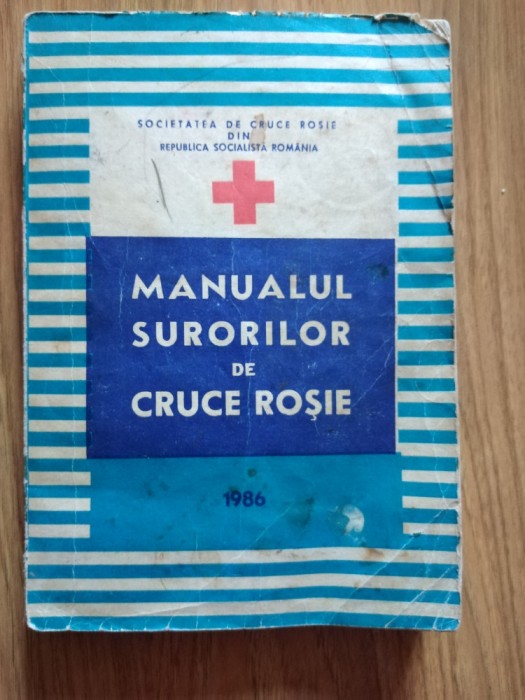 SOCIETATEA DE CRUCE ROSIE
DIN
REPUBLICA SOCIALISTĂ ROMÂNIA
MANUALUL
SURORILOR
DE
CRUCE ROȘIE
1986